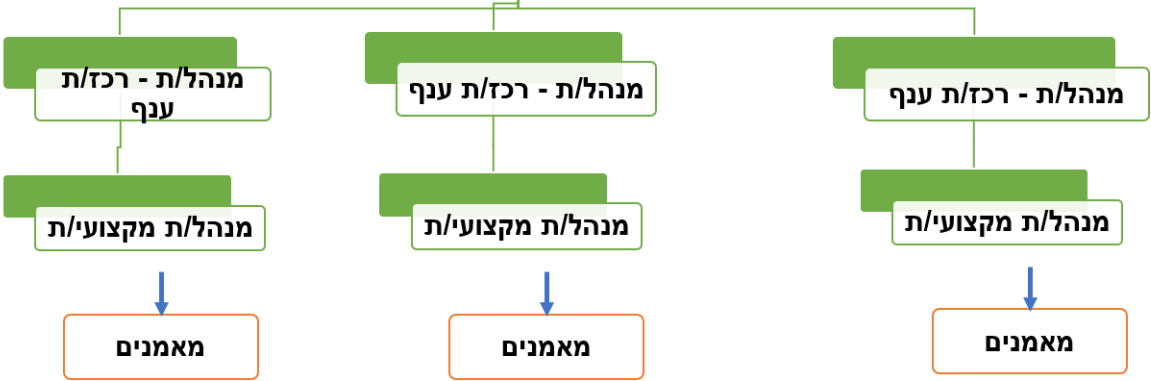 מנהל/ת - רכז/ת ענף
מנהל/ת - רכז/ת ענף
מנהל/ת - רכז/ת
ענף
מנהל/ת מקצועי/ת
מנהל/ת מקצועי/ת
מנהל/ת מקצועי/ת
מאמנים
מאמנים
מאמנים